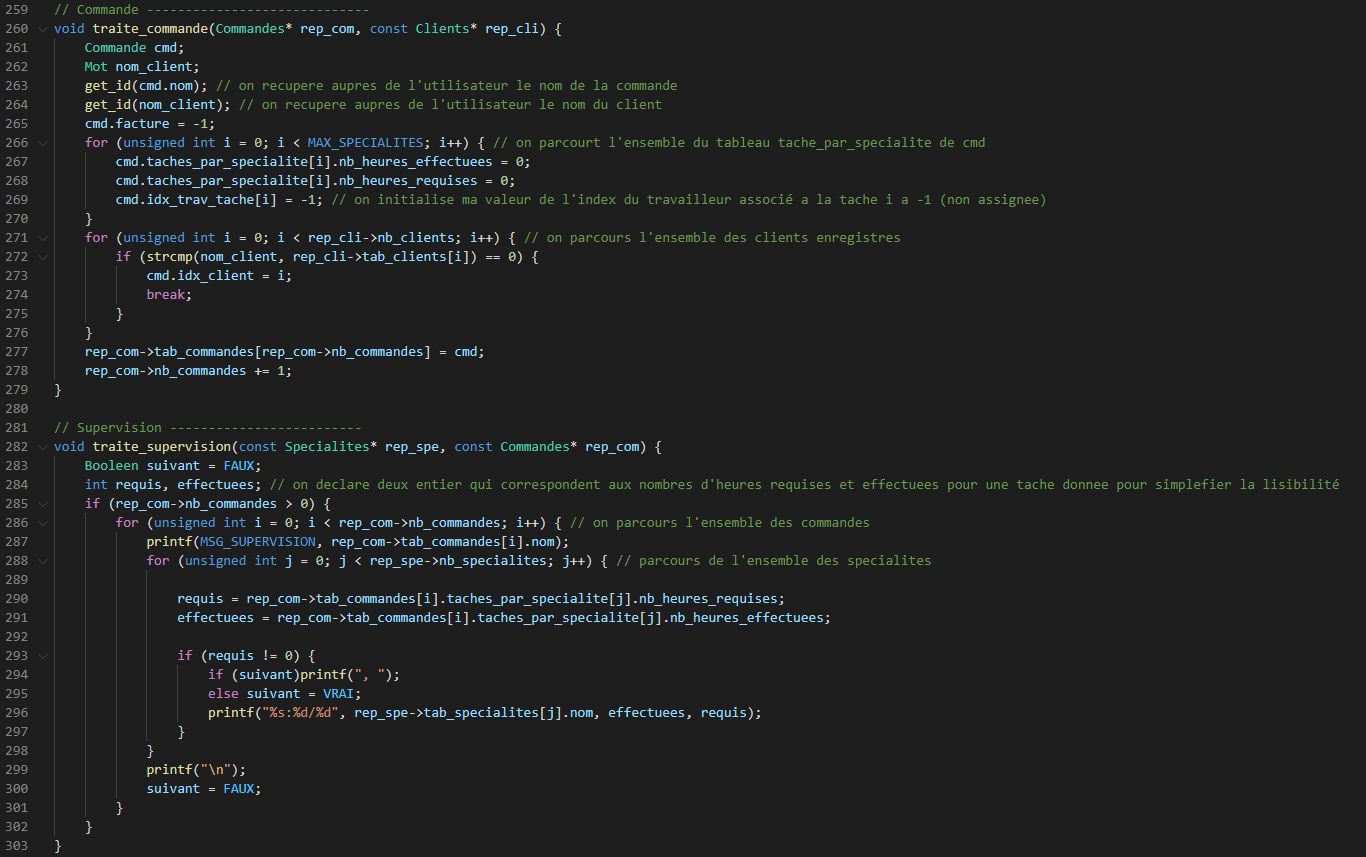 259 // Commande -----------------------------
260 void traite_commande(Commandes* rep_com, const Clients* rep_cli) {
261     Commande cmd;
262     Mot nom_client;
263     get_id(cmd.nom); // on recupere aupres de l'utilisateur le nom de la commande
264     get_id(nom_client); // on recupere aupres de l'utilisateur le nom du client
265     cmd.facture = -1;
266     for (unsigned int i = 0; i < MAX_SPECIALITES; i++) { // on parcourt l'ensemble du tableau tache_par_specialite de cmd
267         cmd.taches_par_specialite[i].nb_heures_effectuees = 0;
268         cmd.taches_par_specialite[i].nb_heures_requises = 0;
269         cmd.idx_trav_tache[i] = -1; // on initialise ma valeur de l'index du travailleur associé a la tache i a -1 (non assignee)
270     }
271     for (unsigned int i = 0; i < rep_cli->nb_clients; i++) { // on parcours l'ensemble des clients enregistres
272         if (strcmp(nom_client, rep_cli->tab_clients[i]) == 0) {
273             cmd.idx_client = i;
274             break;
275         }
276     }
277     rep_com->tab_commandes[rep_com->nb_commandes] = cmd;
278     rep_com->nb_commandes += 1;
279 }
280
281 // Supervision -------------------------
282 void traite_supervision(const Specialites* rep_spe, const Commandes* rep_com) {
283     Booleen suivant = FAUX;
284     int requis, effectuees; // on declare deux entier qui correspondent aux nombres d'heures requises et effectuees pour une tache donnee pour simplefier la lisibilité
285     if (rep_com->nb_commandes > 0) {
286         for (unsigned int i = 0; i < rep_com->nb_commandes; i++) { // on parcours l'ensemble des commandes
287             printf(MSG_SUPERVISION, rep_com->tab_commandes[i].nom);
288             for (unsigned int j = 0; j < rep_spe->nb_specialites; j++) { // parcours de l'ensemble des specialites
289
290                 requis = rep_com->tab_commandes[i].taches_par_specialite[j].nb_heures_requises;
291                 effectuees = rep_com->tab_commandes[i].taches_par_specialite[j].nb_heures_effectuees;
292
293                 if (requis != 0) {
294                     if (suivant)printf(", ");
295                     else suivant = VRAI;
296                     printf("%s:%d/%d", rep_spe->tab_specialites[j].nom, effectuees, requis);
297                 }
298             }
299             printf("\n");
300             suivant = FAUX;
301         }
302     }
303 }